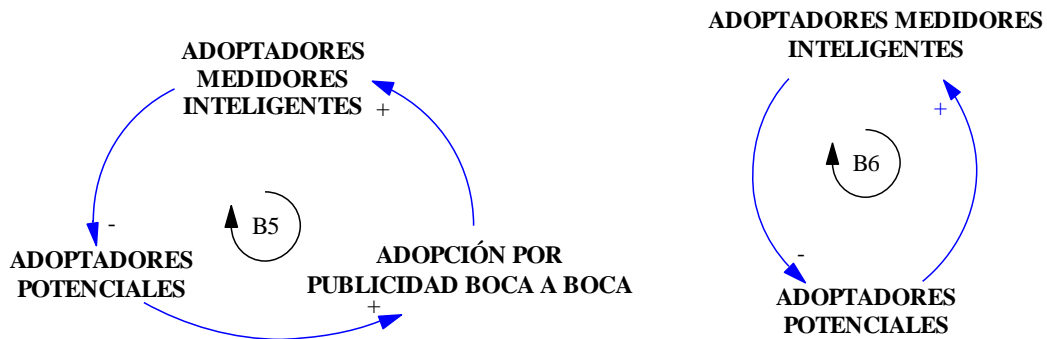 ADOPTADORES
MEDIDORES
INTELIGENTES
+
B5
-
ADOPTADORES
POTENCIALES
ADOPCIÓN POR
PUBLICIDAD BOCA A BOCA
+
ADOPTADORES MEDIDORES
INTELIGENTES
+
B6
-
ADOPTADORES
POTENCIALES